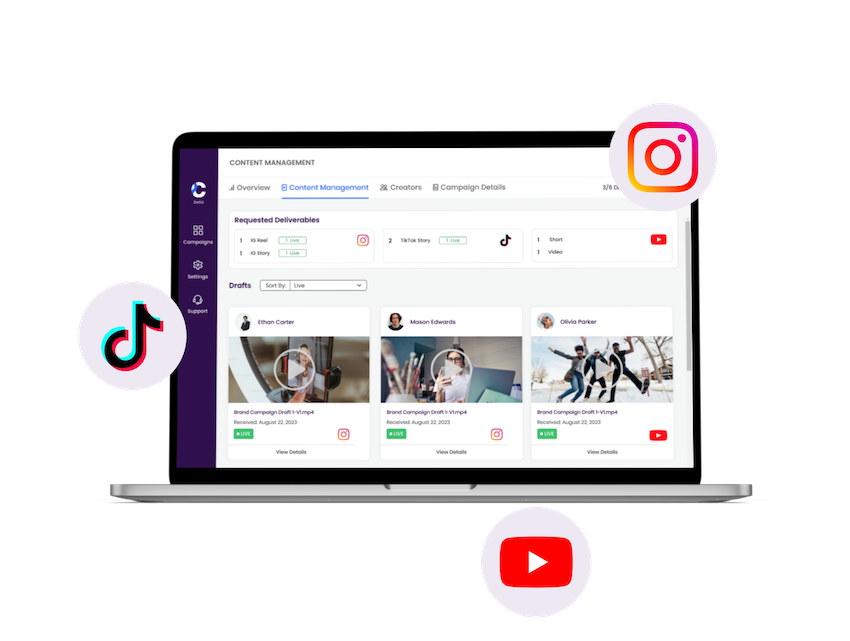 CONTENT MANAGEMENT
Overview Content Management Creators Campaign Details 3/6
C
Beta
Campaigns
Settings
Support
Requested Deliverables
1 IG Reel 1 Live
1 IG Story 1 Live
2 TikTok Story 1 Live
1 Short
1 Video
Drafts Sort By: Live
Ethan Carter
Brand Campaign Draft 1-V1.mp4
Received: August 22, 2023
LIVE
View Details
Mason Edwards
Brand Campaign Draft 1-V1.mp4
Received: August 22, 2023
LIVE
View Details
Olivia Parker
Brand Campaign Draft 1-V1.mp4
Received: August 22, 2023
LIVE
View Details